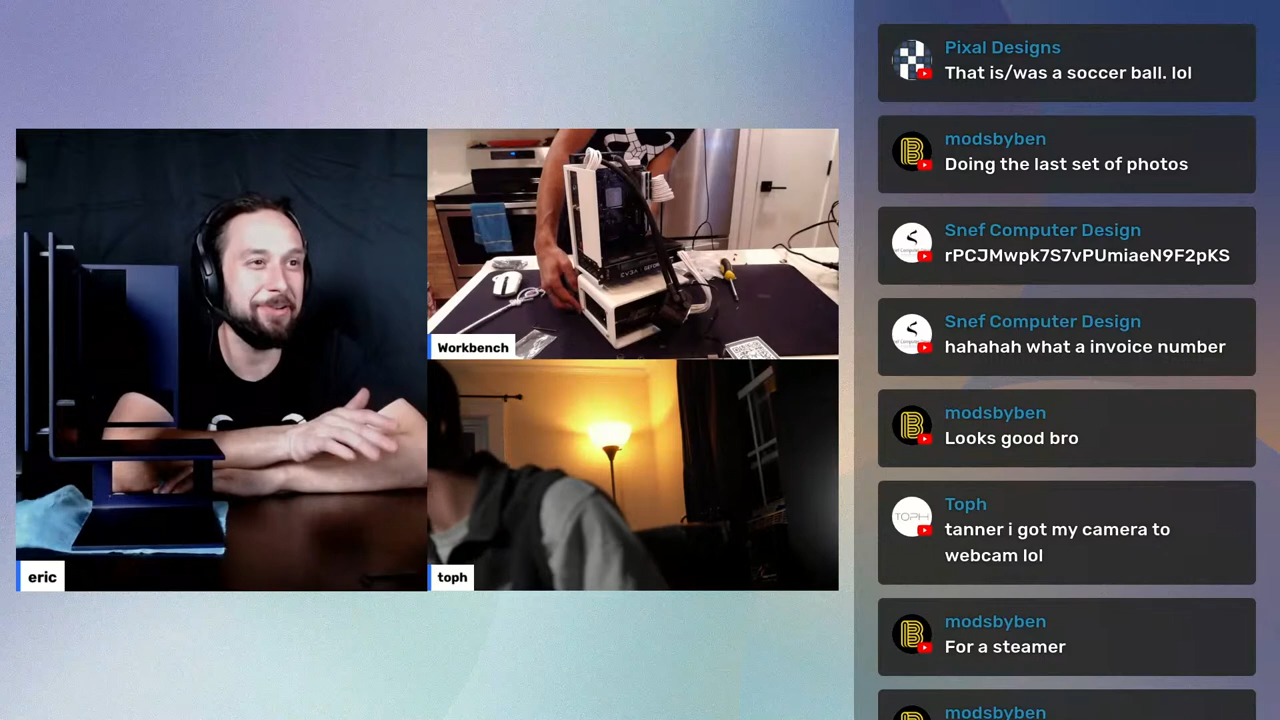 Pixal Designs
That is/was a soccer ball. lol
modsbyben
Doing the last set of photos
Snef Computer Design
rPCJMwpk7S7vPUmiaeN9F2pKS
Snef Computer Design
hahahah what a invoice number
modsbyben
Looks good bro
TOPH
Toph
tanner i got my camera to
webcam lol
modsbyben
For a steamer
modsbyben
Workbench
eric
toph